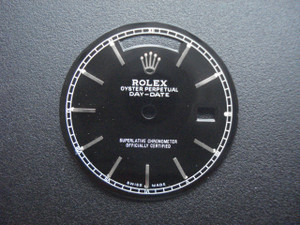 ROLEX
OYSTER PERPETUAL
DAY-DATE
SUPERLATIVE CHRONOMETER
OFFICIALLY CERTIFIED
SWISS MADE